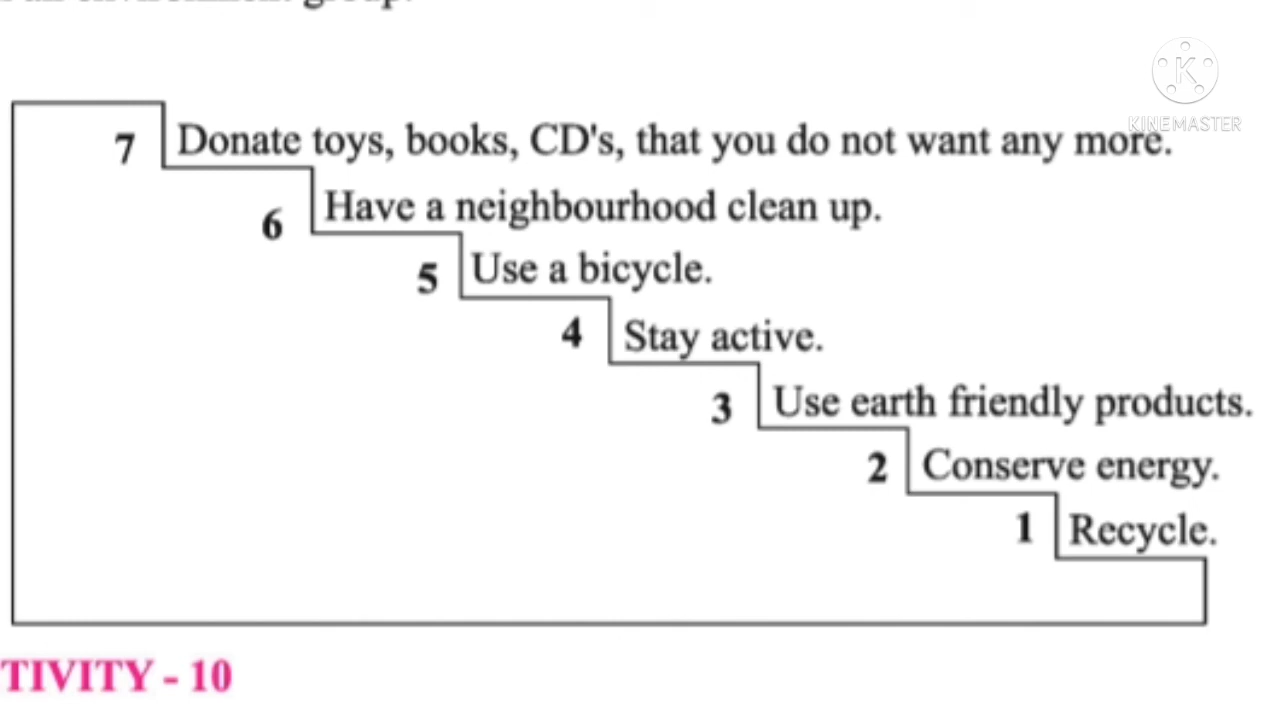 group.
K
KINEMASTER
7 Donate toys, books, CD's, that you do not want any more.
6 Have a neighbourhood clean up.
5 Use a bicycle.
4 Stay active.
3 Use earth friendly products.
2 Conserve energy.
1 Recycle.
TIVITY - 10